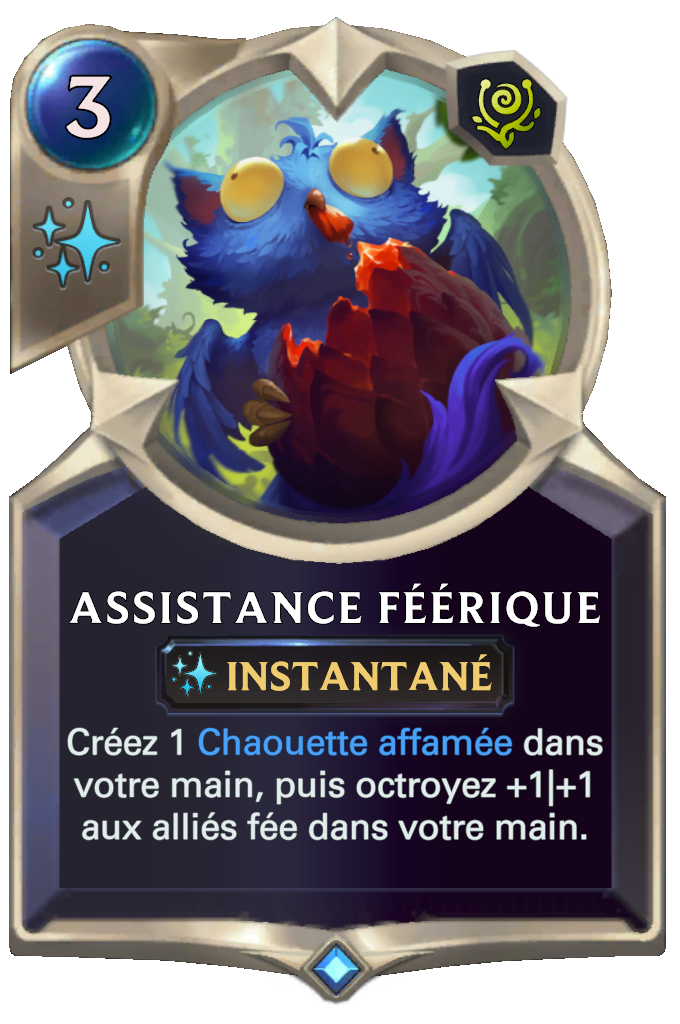 3
ASSISTANCE FÉÉRIQUE
INSTANTANÉ
Créez 1 Chaouette affamée dans
votre main, puis octroyez +1|+1
aux alliés fée dans votre main.